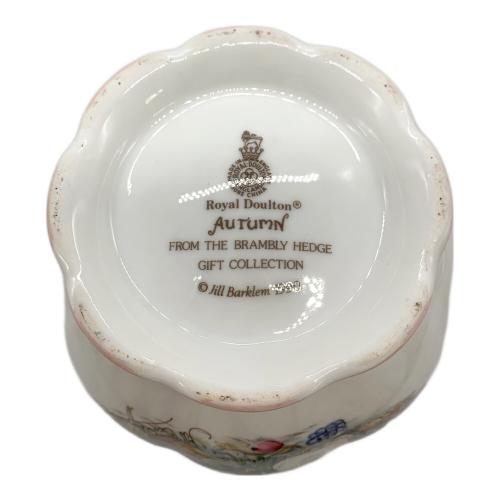 Royal Doulton®
AUTUMN
FROM THE BRAMBLY HEDGE
GIFT COLLECTION
© Jill Barklem